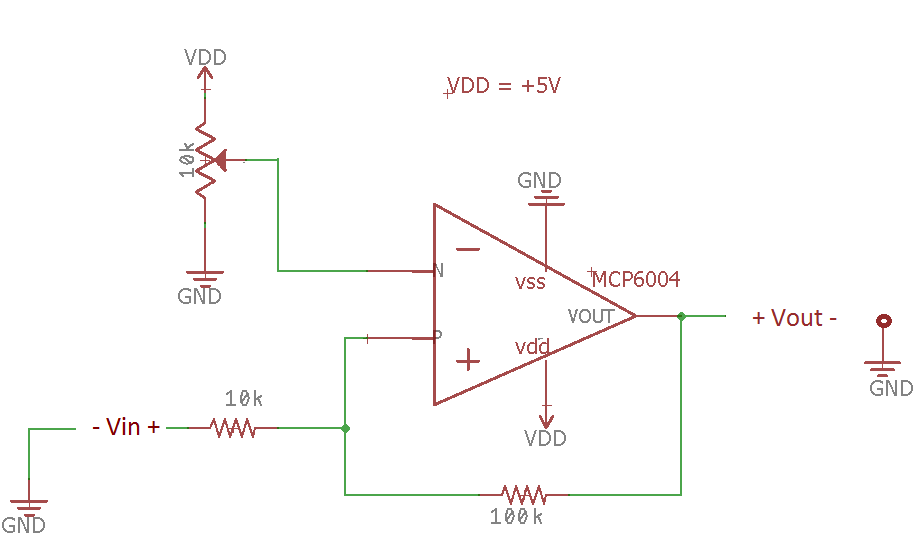 VDD
VDD = +5V
10k
GND
GND
N
vss
MCP6004
VOUT
+ Vout -
P
vdd
GND
10k
- Vin +
VDD
GND
100k